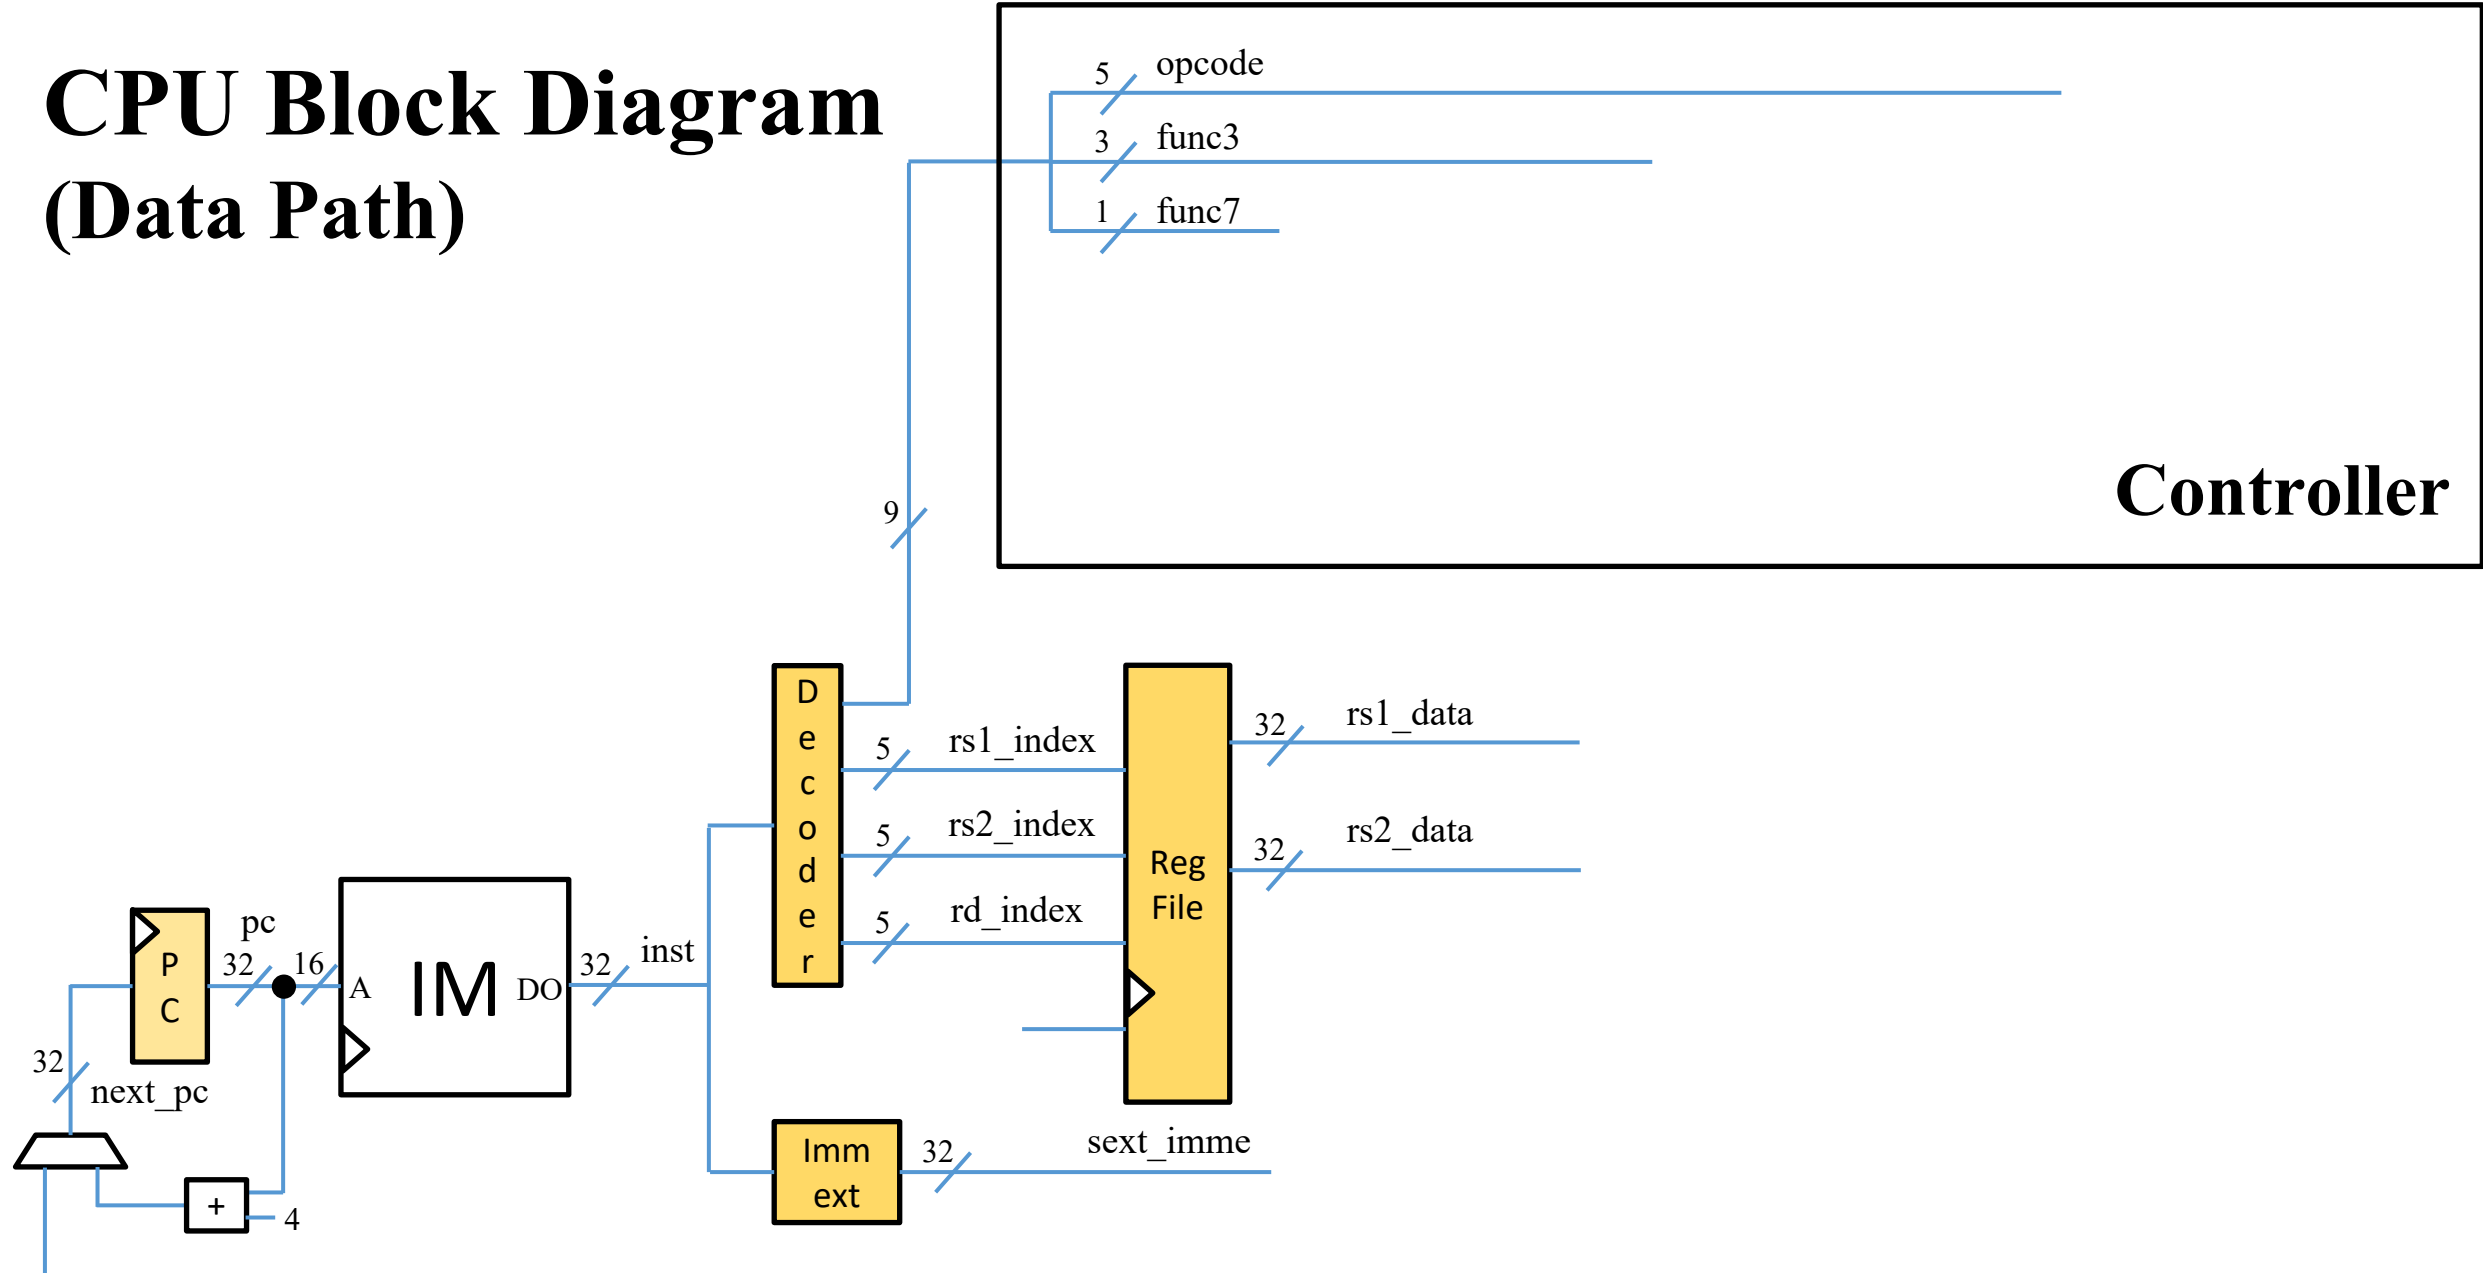 CPU Block Diagram
(Data Path)
5 opcode
3 func3
1 func7
Controller
9
Decoder
5 rs1_index
5 rs2_index
5 rd_index
Reg
File
32 rs1_data
32 rs2_data
PC
pc
32
16
A
IM
DO
32
inst
32
next_pc
+
4
Imm
ext
32
sext_imme